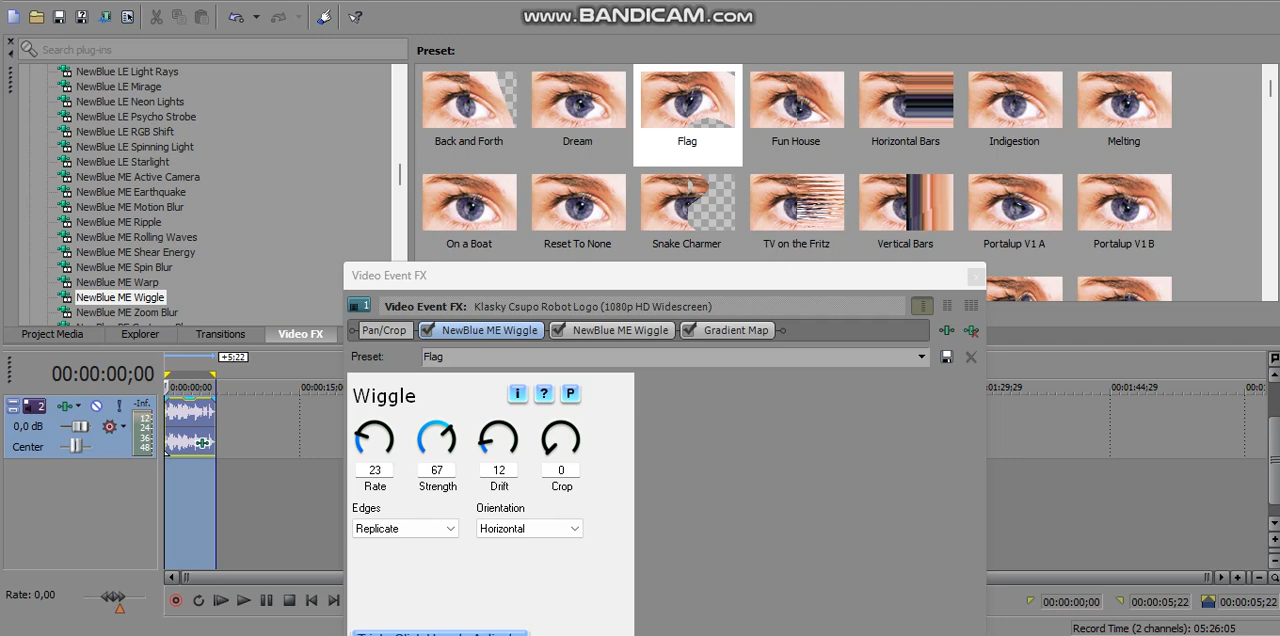 www.BANDICAM.com
Search plug-ins
NewBlue LE Light Rays
NewBlue LE Mirage
NewBlue LE Neon Lights
NewBlue LE Psycho Strobe
NewBlue LE RGB Shift
NewBlue LE Spinning Light
NewBlue LE Starlight
NewBlue ME Active Camera
NewBlue ME Earthquake
NewBlue ME Motion Blur
NewBlue ME Ripple
NewBlue ME Rolling Waves
NewBlue ME Shear Energy
NewBlue ME Spin Blur
NewBlue ME Warp
NewBlue ME Wiggle
NewBlue ME Zoom Blur
Project Media Explorer Transitions Video FX
Preset:
Back and Forth Dream Flag Fun House Horizontal Bars Indigestion Melting
On a Boat Reset To None Snake Charmer TV on the Fritz Vertical Bars Portalup V1 A Portalup V1 B
Video Event FX
1 Video Event FX: Klasky Csupo Robot Logo (1080p HD Widescreen)
Pan/Crop NewBlue ME Wiggle NewBlue ME Wiggle Gradient Map
Preset: Flag
Wiggle i ? P
23 67 12 0
Rate Strength Drift Crop
Edges Orientation
Replicate Horizontal
+5;22
00:00:00;00
00:00:00;00 00:00:15;00 01:29;29 00:01:44;29 00:0
2 -Inf.
12
24
36
48
0,0 dB
Center
Rate: 0,00
00:00:00;00 00:00:05;22 00:00:05;22
Record Time (2 channels): 05:26:05